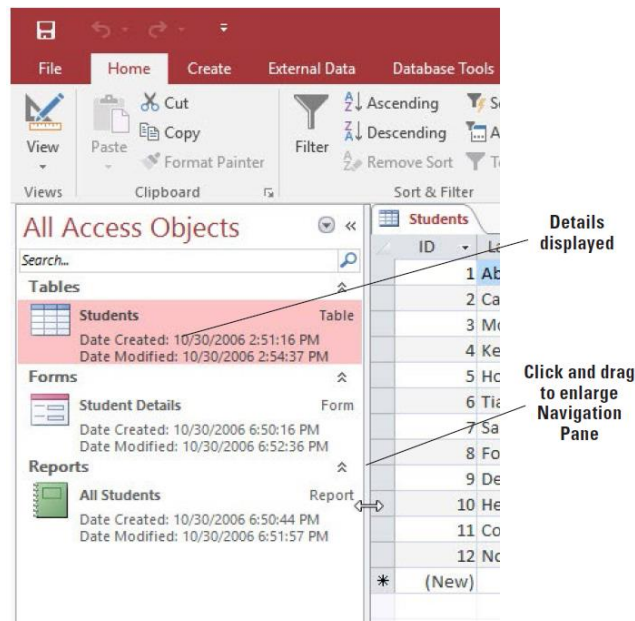 File Home Create External Data Database Tools
Cut
Copy
Format Painter
View
Paste
Filter
Ascending
Descending
Remove Sort
Views
Clipboard
Sort & Filter
All Access Objects
Search...
Tables
Students Table
Date Created: 10/30/2006 2:51:16 PM
Date Modified: 10/30/2006 2:54:37 PM
Forms
Student Details Form
Date Created: 10/30/2006 6:50:16 PM
Date Modified: 10/30/2006 6:52:36 PM
Reports
All Students Report
Date Created: 10/30/2006 6:50:44 PM
Date Modified: 10/30/2006 6:51:57 PM
Students
ID
1 Ab
2 Ca
3
4 Ke
5
6 Tia
7 Sa
8 Fo
9 De
10 He
11 Co
12
(New)
Details
displayed
Click and drag
to enlarge
Navigation
Pane